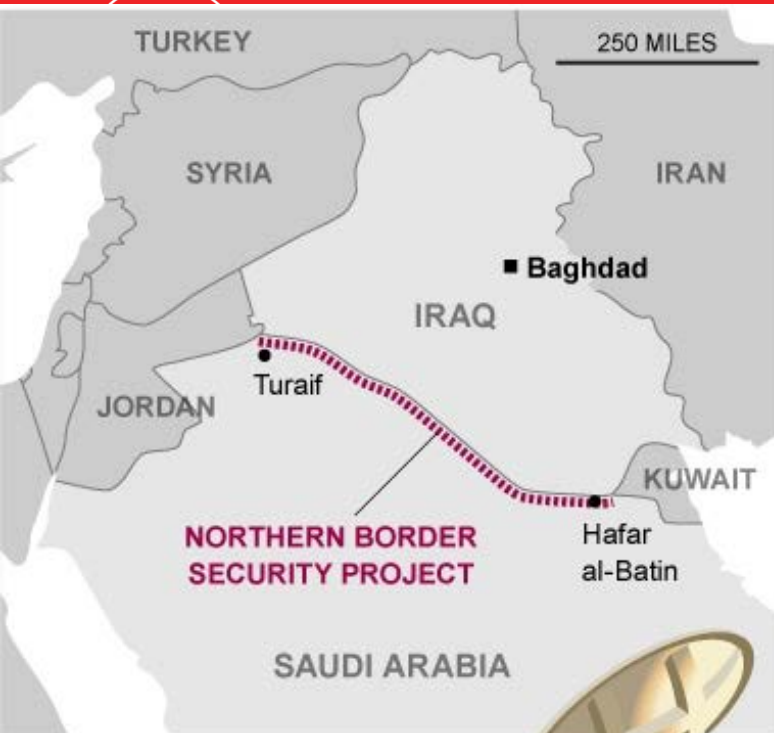 TURKEY
250 MILES
SYRIA
IRAN
Baghdad
IRAQ
Turaif
JORDAN
KUWAIT
NORTHERN BORDER
SECURITY PROJECT
Hafar
al-Batin
SAUDI ARABIA